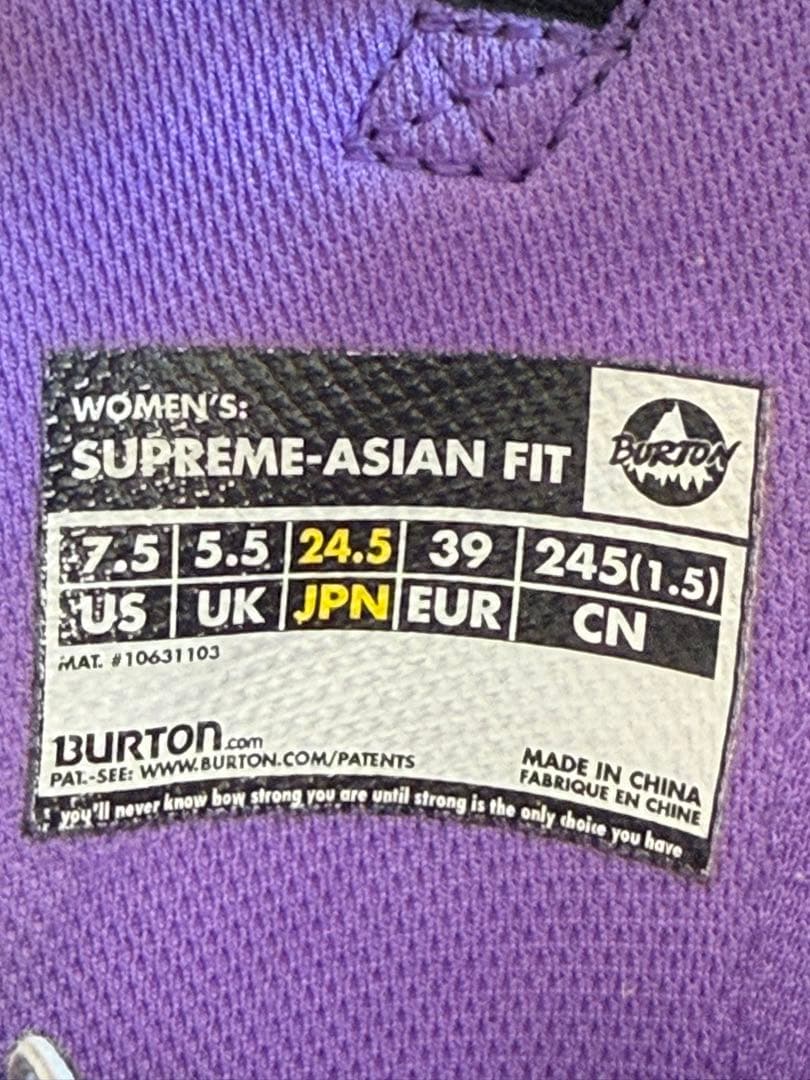 WOMEN'S:
SUPREME-ASIAN FIT
BURTON
7.5 5.5 24.5 39 245(1.5)
US UK JPN EUR CN
MAT. #10631103
BURTON.com
PAT.-SEE: WWW.BURTON.COM/PATENTS
MADE IN CHINA
FABRIQUE EN CHINE
you'll never know how strong you are until strong is the only choice you have